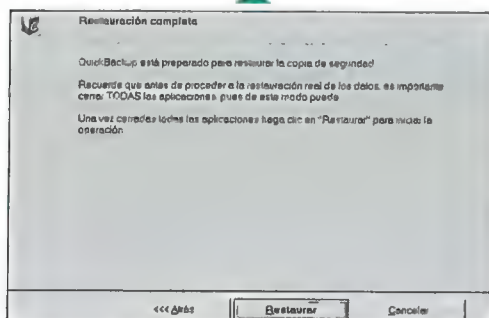 Restauración completa
QuickBackup está preparado para restaurar la copia de seguridad
Recuerde que antes de proceder a la restauración real de los datos, es importante
cerrar TODAS las aplicaciones, pues de este modo puede
Una vez cerradas todas las aplicaciones haga clic en "Restaurar" para iniciar la
operación
<<< Atrás
Restaurar
Cancelar